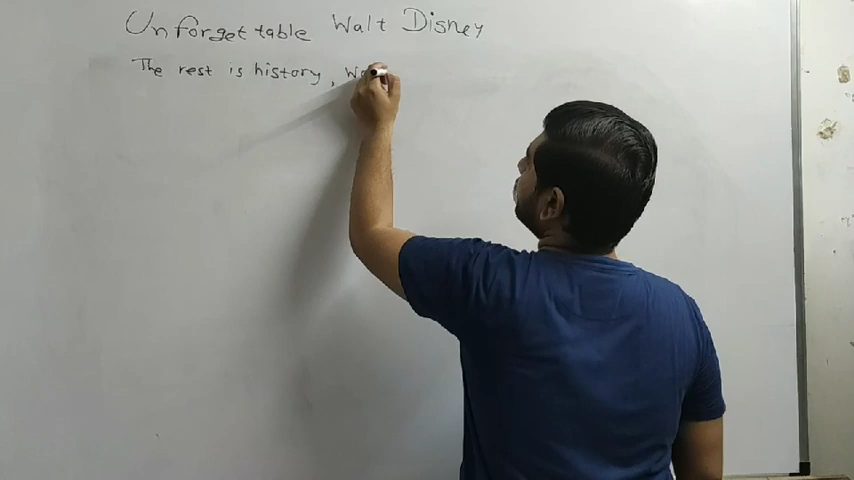 Unforgettable Walt Disney
The rest is history,